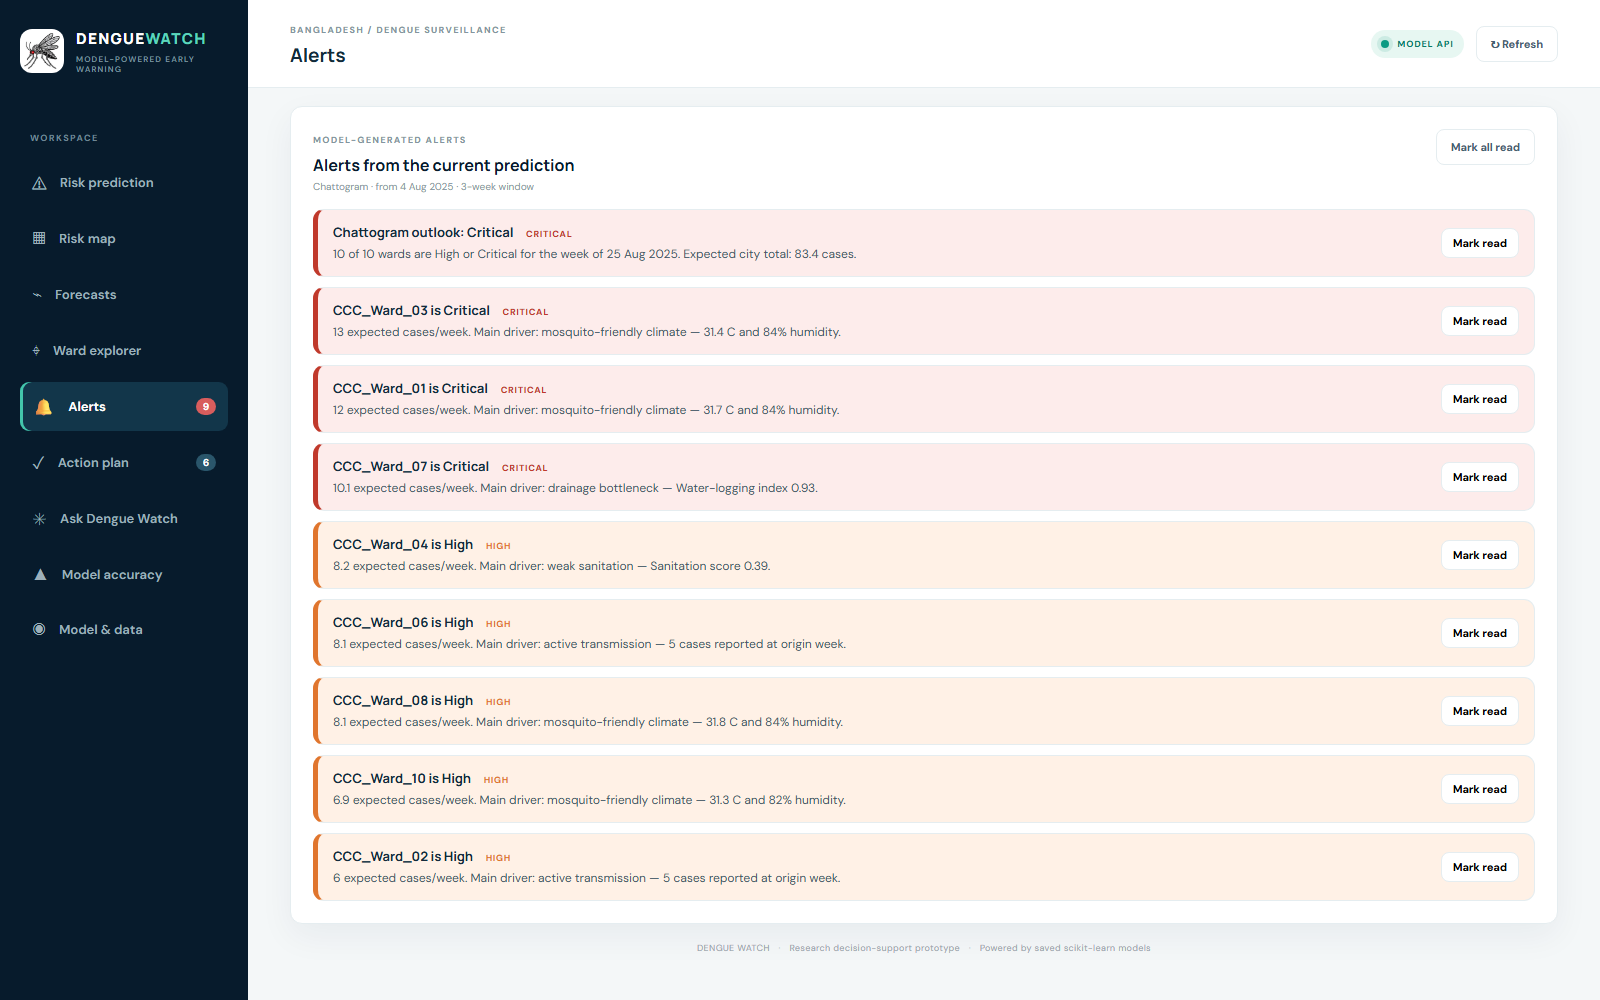 DENGUEWATCH
MODEL-POWERED EARLY
WARNING
WORKSPACE
Risk prediction
Risk map
Forecasts
Ward explorer
Alerts 9
Action plan 6
Ask Dengue Watch
Model accuracy
Model & data
BANGLADESH / DENGUE SURVEILLANCE
Alerts
MODEL API
↻ Refresh
MODEL-GENERATED ALERTS
Alerts from the current prediction
Chattogram · from 4 Aug 2025 · 3-week window
Mark all read
Chattogram outlook: Critical CRITICAL
10 of 10 wards are High or Critical for the week of 25 Aug 2025. Expected city total: 83.4 cases.
Mark read
CCC_Ward_03 is Critical CRITICAL
13 expected cases/week. Main driver: mosquito-friendly climate — 31.4 C and 84% humidity.
Mark read
CCC_Ward_01 is Critical CRITICAL
12 expected cases/week. Main driver: mosquito-friendly climate — 31.7 C and 84% humidity.
Mark read
CCC_Ward_07 is Critical CRITICAL
10.1 expected cases/week. Main driver: drainage bottleneck — Water-logging index 0.93.
Mark read
CCC_Ward_04 is High HIGH
8.2 expected cases/week. Main driver: weak sanitation — Sanitation score 0.39.
Mark read
CCC_Ward_06 is High HIGH
8.1 expected cases/week. Main driver: active transmission — 5 cases reported at origin week.
Mark read
CCC_Ward_08 is High HIGH
8.1 expected cases/week. Main driver: mosquito-friendly climate — 31.8 C and 84% humidity.
Mark read
CCC_Ward_10 is High HIGH
6.9 expected cases/week. Main driver: mosquito-friendly climate — 31.3 C and 82% humidity.
Mark read
CCC_Ward_02 is High HIGH
6 expected cases/week. Main driver: active transmission — 5 cases reported at origin week.
Mark read
DENGUE WATCH · Research decision-support prototype · Powered by saved scikit-learn models